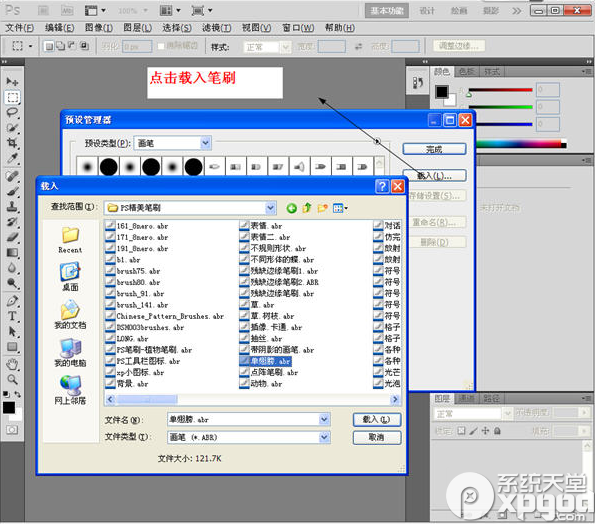 Ps 100%
基本功能 设计 绘画 摄影 >>
文件(F) 编辑(E) 图像(I) 图层(L) 选择(S) 滤镜(T) 视图(V) 窗口(W) 帮助(H)
羽化: 0 px 消除锯齿 样式: 正常 宽度: 高度: 调整边缘...
点击载入笔刷
颜色 色板 样式
0
0
0
预设管理器
预设类型(P): 画笔
完成
载入(L)...
存储设置(S)...
重命名(R)...
删除(D)
未打开文档
载入
查找范围(I): PS精美笔刷
Recent
桌面
我的文档
我的电脑
网上邻居
161_8nero.abr
171_8nero.abr
191_8nero.abr
b1.abr
brush75.abr
brush80.abr
brush_91.abr
brush_141.abr
Chinese_Pattern_Brushes.abr
DSM003brushes.abr
LONG.abr
PS笔刷-植物笔刷.abr
PS工具栏图标.abr
xp小图标.abr
背景.abr
表情.abr
表情二.abr
不规则形状.abr
不同形体的蝶.abr
残缺边缘笔刷1.abr
残缺边缘笔刷2.ABR
草.abr
草.树枝.abr
插像.卡通.abr
抽丝.abr
带阴影的画笔.abr
单翅膀.abr
点阵笔刷.abr
动物.abr
对话
仿完
放射
符号
符号
符号
符号
符号
格子
格子
各种
各种
光芒
光泡
文件名(N): 单翅膀.abr 载入(L)
文件类型(T): 画笔 (*.ABR) 取消
文件大小: 121.7K
图层 通道 路径
正常 不透明度:
锁定: 填充:
系统天堂
xpgod